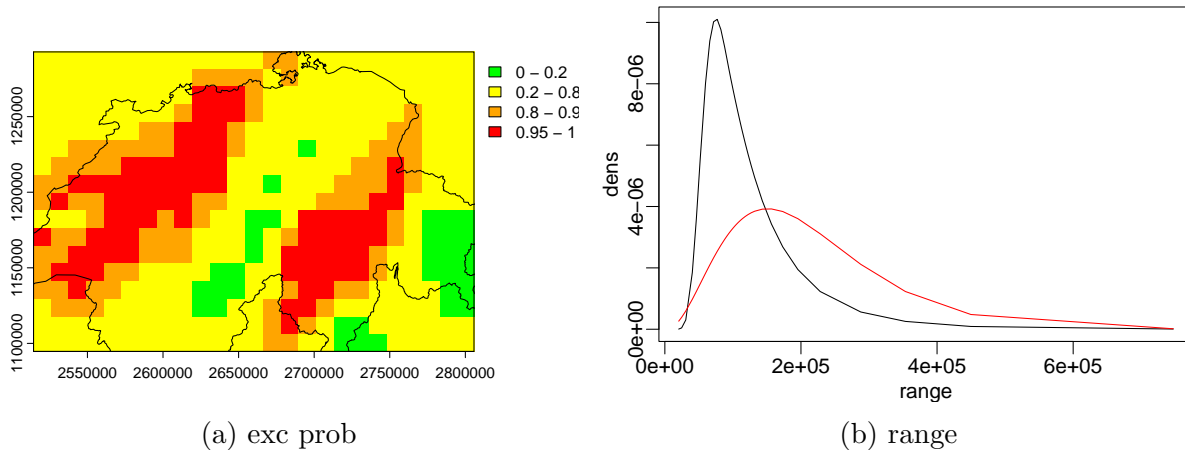 0 – 0.2
0.2 – 0.8
0.8 – 0.9
0.95 – 1
1100000 1150000 1200000 1250000
2550000 2600000 2650000 2700000 2750000 2800000
(a) exc prob
dens
0e+00 4e-06 8e-06
0e+00 2e+05 4e+05 6e+05
range
(b) range